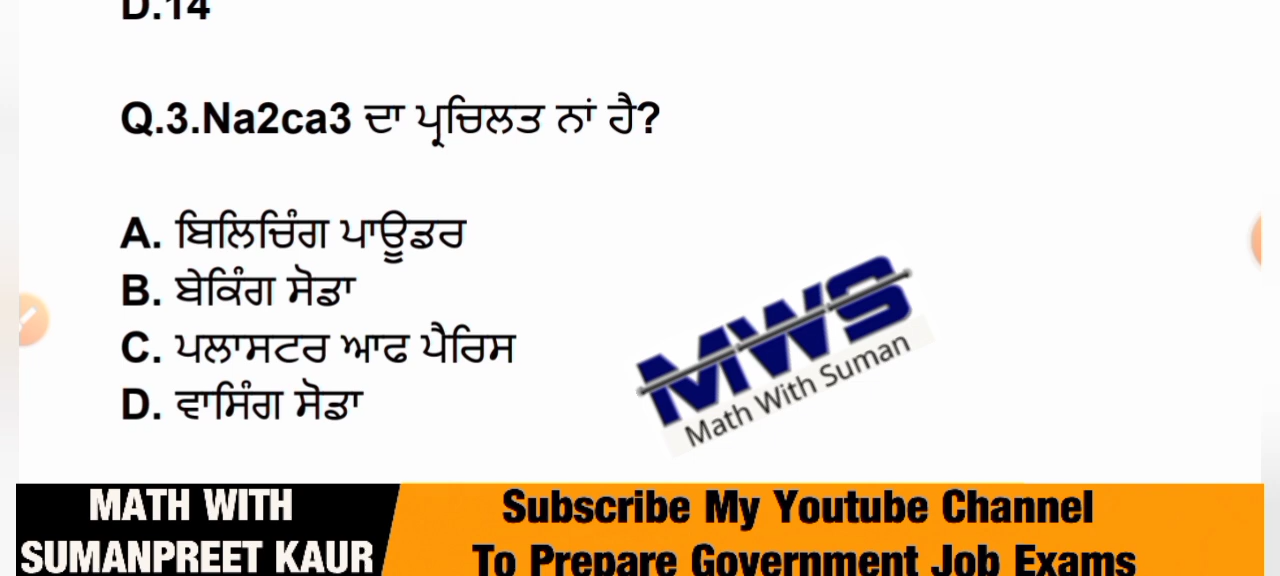 D.14
Q.3.Na2ca3 ਦਾ ਪ੍ਰਚਿਲਤ ਨਾਂ ਹੈ?
A. ਬਿਲਿਚਿੰਗ ਪਾਊਡਰ
B. ਬੇਕਿੰਗ ਸੋਡਾ
C. ਪਲਾਸਟਰ ਆਫ ਪੈਰਿਸ
D. ਵਾਸਿੰਗ ਸੋਡਾ
MWS
Math With Suman
MATH WITH
SUMANPREET KAUR
Subscribe My Youtube Channel
To Prepare Government Job Exams